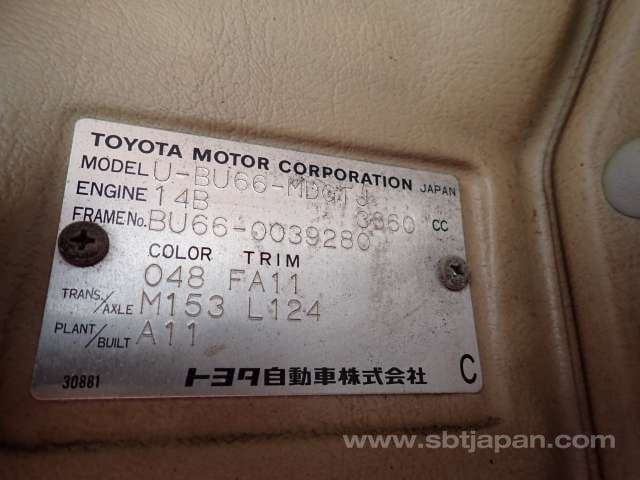 TOYOTA MOTOR CORPORATION JAPAN
MODEL U-BU66-MDGTJ
ENGINE 14B 3660 CC
FRAME No. BU66-0039280
COLOR TRIM
048 FA11
TRANS./AXLE M153 L124
PLANT/BUILT A11
30881 トヨタ自動車株式会社 C
www.sbtjapan.com